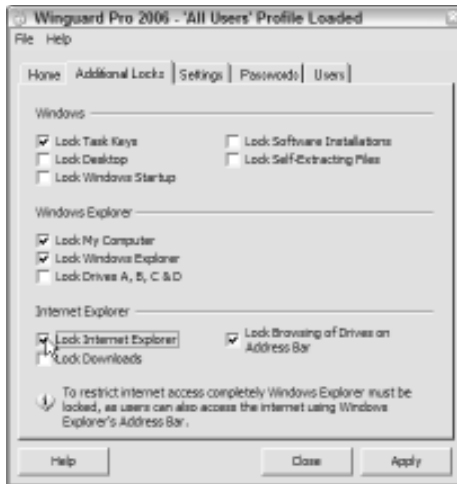 Winguard Pro 2006 - 'All Users' Profile Loaded
File Help
Home Additional Locks Settings Passwords Users
Windows
Lock Task Keys Lock Software Installations
Lock Desktop Lock Self-Extracting Files
Lock Windows Startup
Windows Explorer
Lock My Computer
Lock Windows Explorer
Lock Drives A, B, C & D
Internet Explorer
Lock Internet Explorer Lock Browsing of Drives on
Address Bar
Lock Downloads
To restrict internet access completely Windows Explorer must be
locked, as users can also access the internet using Windows
Explorer's Address Bar.
Help Close Apply